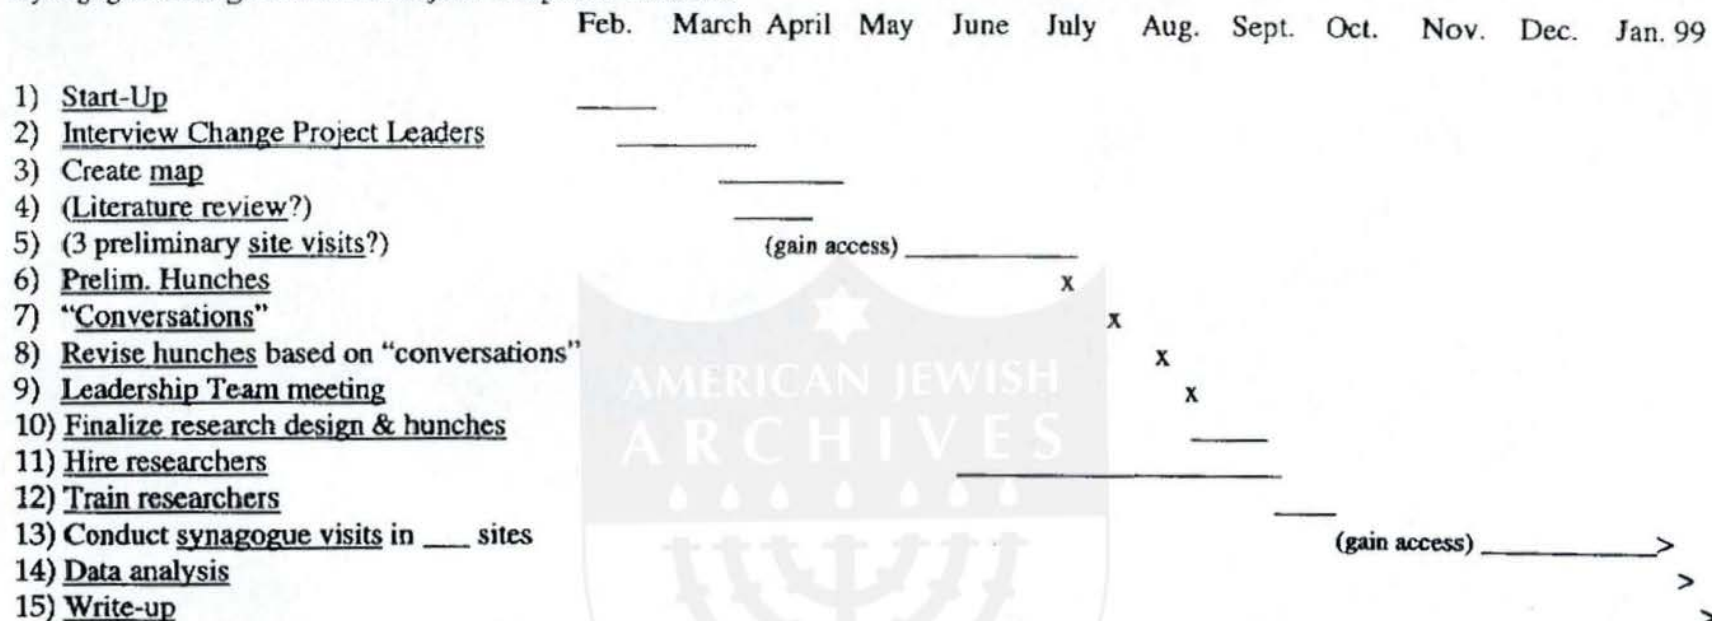 Feb. March April May June July Aug. Sept. Oct. Nov. Dec. Jan. 99
1) Start-Up
2) Interview Change Project Leaders
3) Create map
4) (Literature review?)
5) (3 preliminary site visits?) (gain access)
6) Prelim. Hunches x
7) “Conversations” x
8) Revise hunches based on “conversations” x
9) Leadership Team meeting x
10) Finalize research design & hunches
11) Hire researchers
12) Train researchers
13) Conduct synagogue visits in ___ sites (gain access) >
14) Data analysis >
15) Write-up >
AMERICAN JEWISH
ARCHIVES